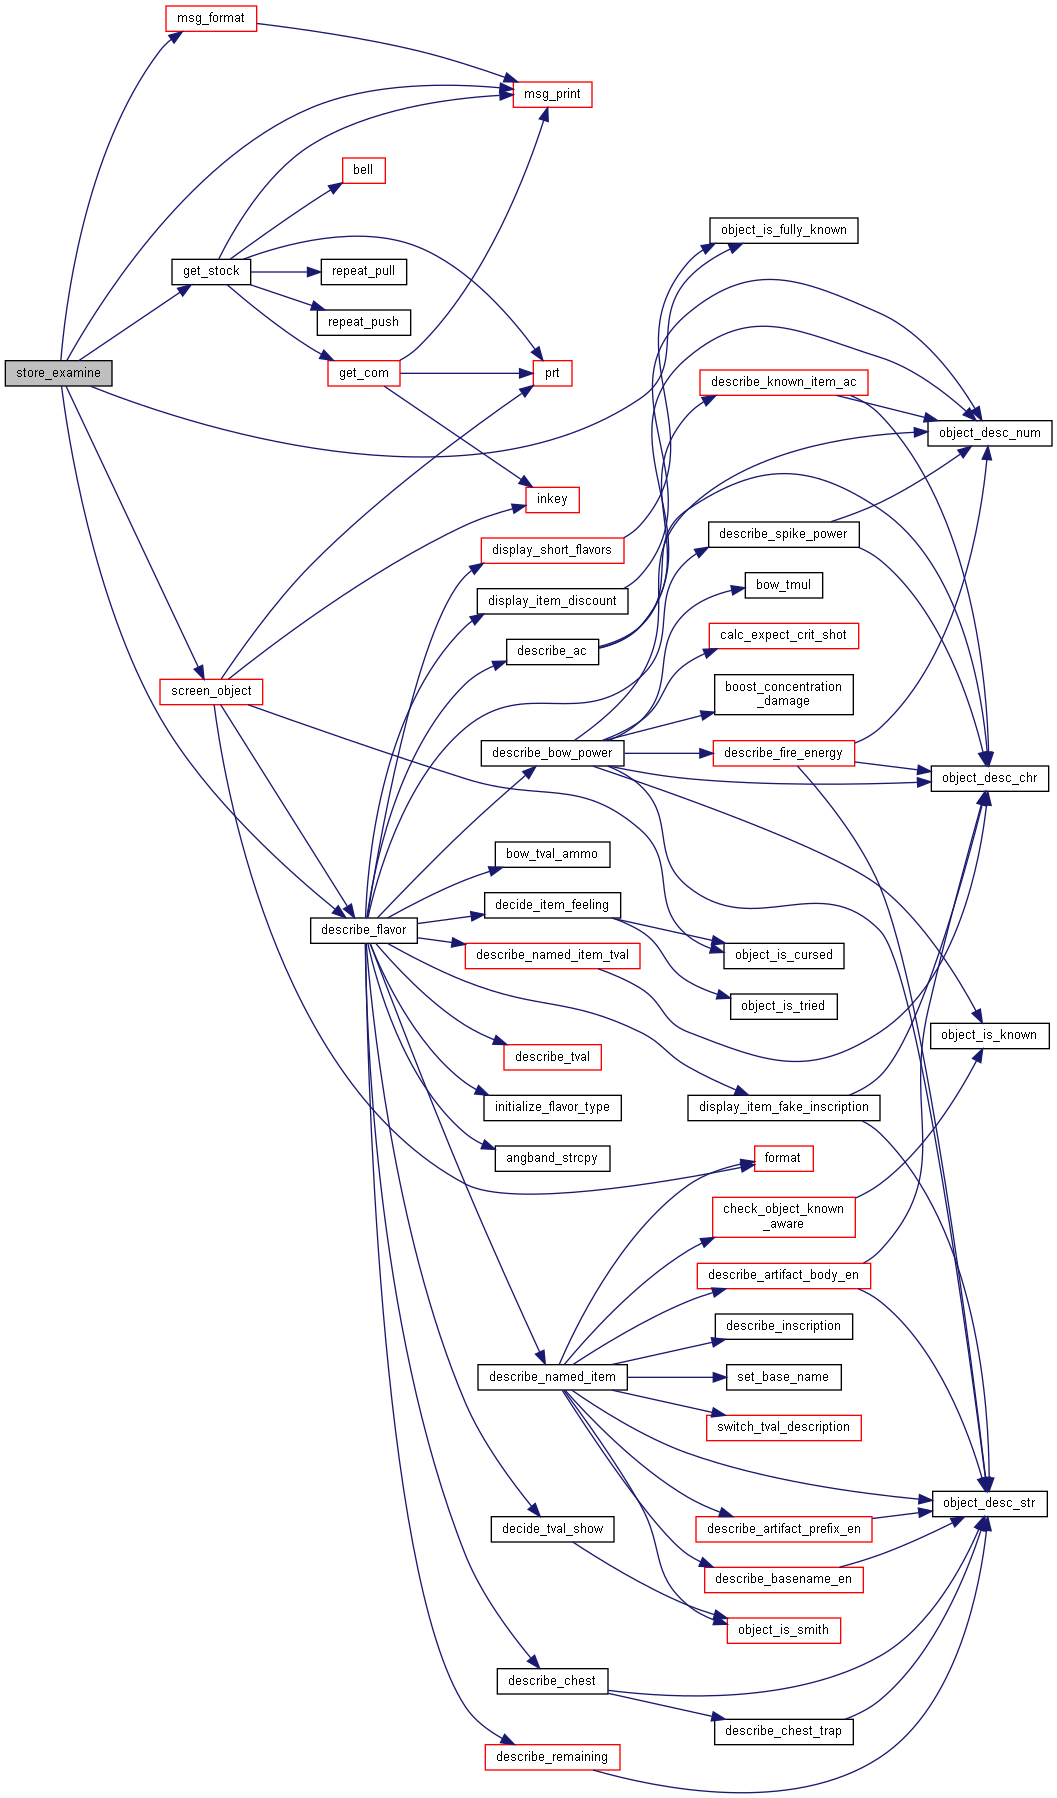 msg_format
msg_print
bell
object_is_fully_known
get_stock
repeat_pull
repeat_push
store_examine
get_com
prt
describe_known_item_ac
object_desc_num
inkey
describe_spike_power
display_short_flavors
bow_tmul
display_item_discount
calc_expect_crit_shot
describe_ac
screen_object
boost_concentration
_damage
describe_bow_power
describe_fire_energy
object_desc_chr
bow_tval_ammo
decide_item_feeling
describe_flavor
describe_named_item_tval
object_is_cursed
object_is_tried
object_is_known
describe_tval
initialize_flavor_type
display_item_fake_inscription
angband_strcpy
format
check_object_known
_aware
describe_artifact_body_en
describe_inscription
describe_named_item
set_base_name
switch_tval_description
object_desc_str
decide_tval_show
describe_artifact_prefix_en
describe_basename_en
object_is_smith
describe_chest
describe_chest_trap
describe_remaining